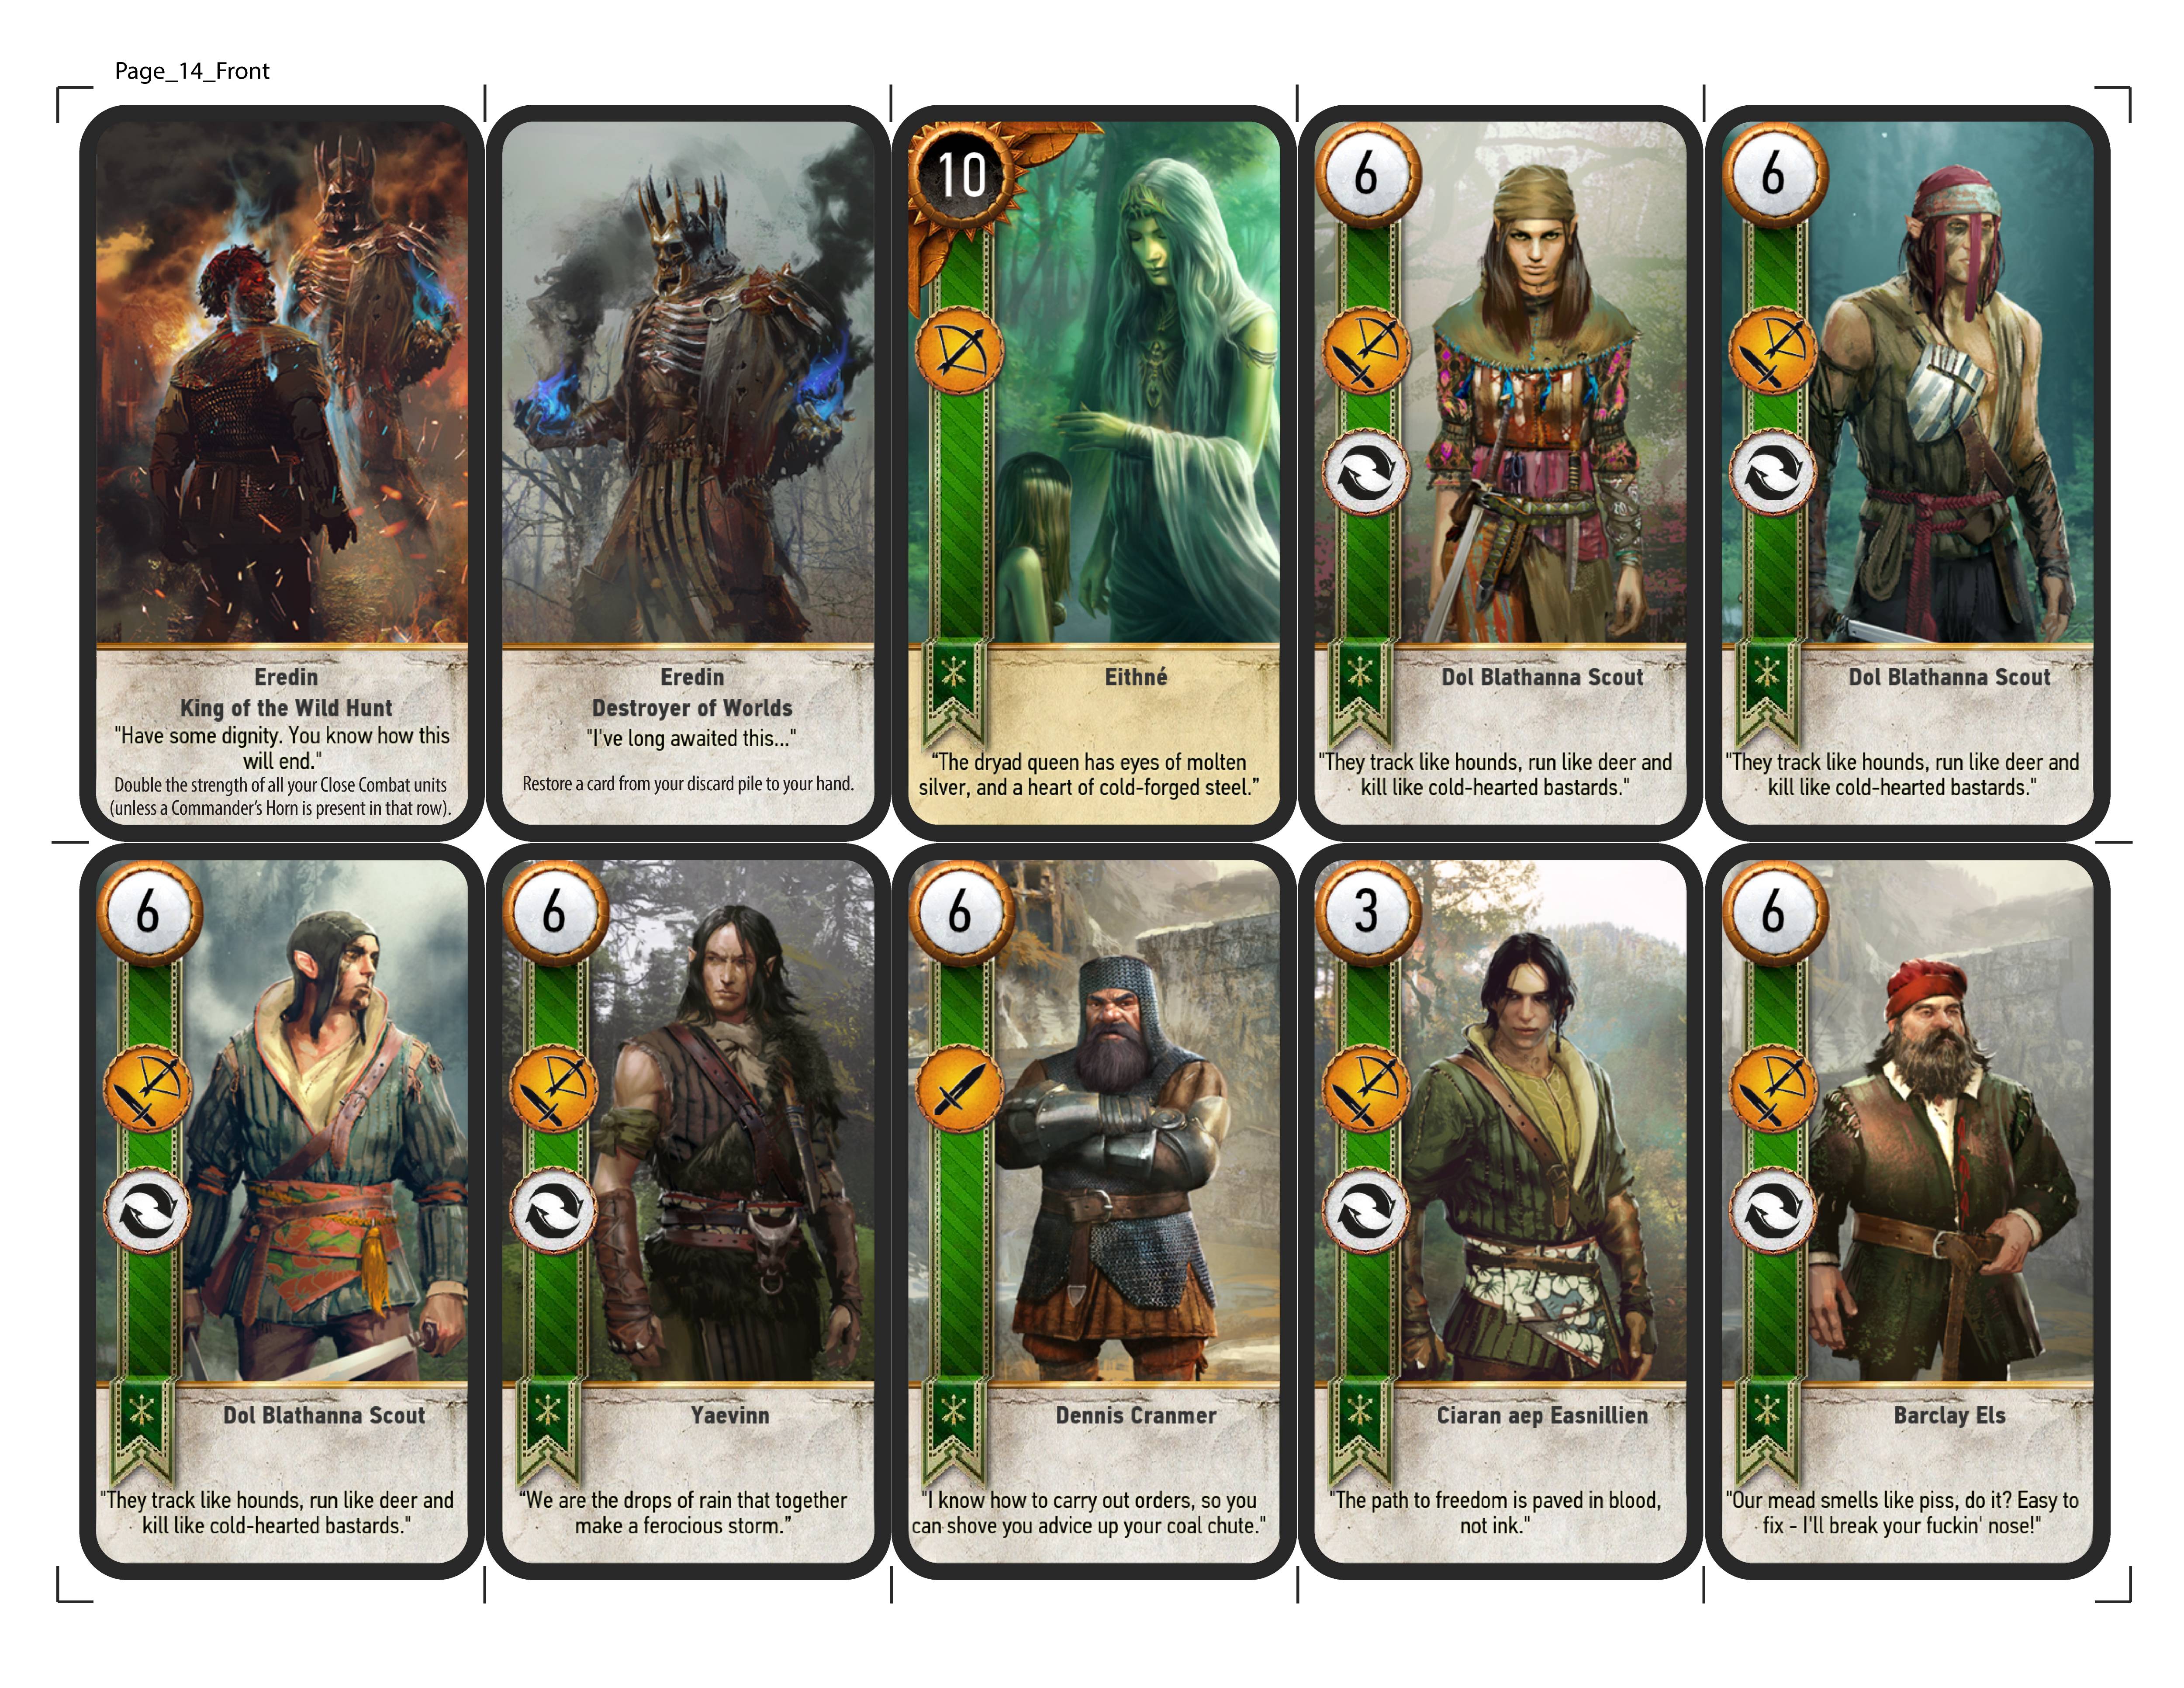 Page_14_Front
Eredin
King of the Wild Hunt
"Have some dignity. You know how this
will end."
Double the strength of all your Close Combat units
(unless a Commander's Horn is present in that row).
Eredin
Destroyer of Worlds
"I've long awaited this..."
Restore a card from your discard pile to your hand.
10
Eithné
“The dryad queen has eyes of molten
silver, and a heart of cold-forged steel.”
6
Dol Blathanna Scout
"They track like hounds, run like deer and
kill like cold-hearted bastards."
6
Dol Blathanna Scout
"They track like hounds, run like deer and
kill like cold-hearted bastards."
6
Dol Blathanna Scout
"They track like hounds, run like deer and
kill like cold-hearted bastards."
6
Yaevinn
“We are the drops of rain that together
make a ferocious storm.”
6
Dennis Cranmer
"I know how to carry out orders, so you
can shove you advice up your coal chute."
3
Ciaran aep Easnillien
"The path to freedom is paved in blood,
not ink."
6
Barclay Els
"Our mead smells like piss, do it? Easy to
fix - I'll break your fuckin' nose!"